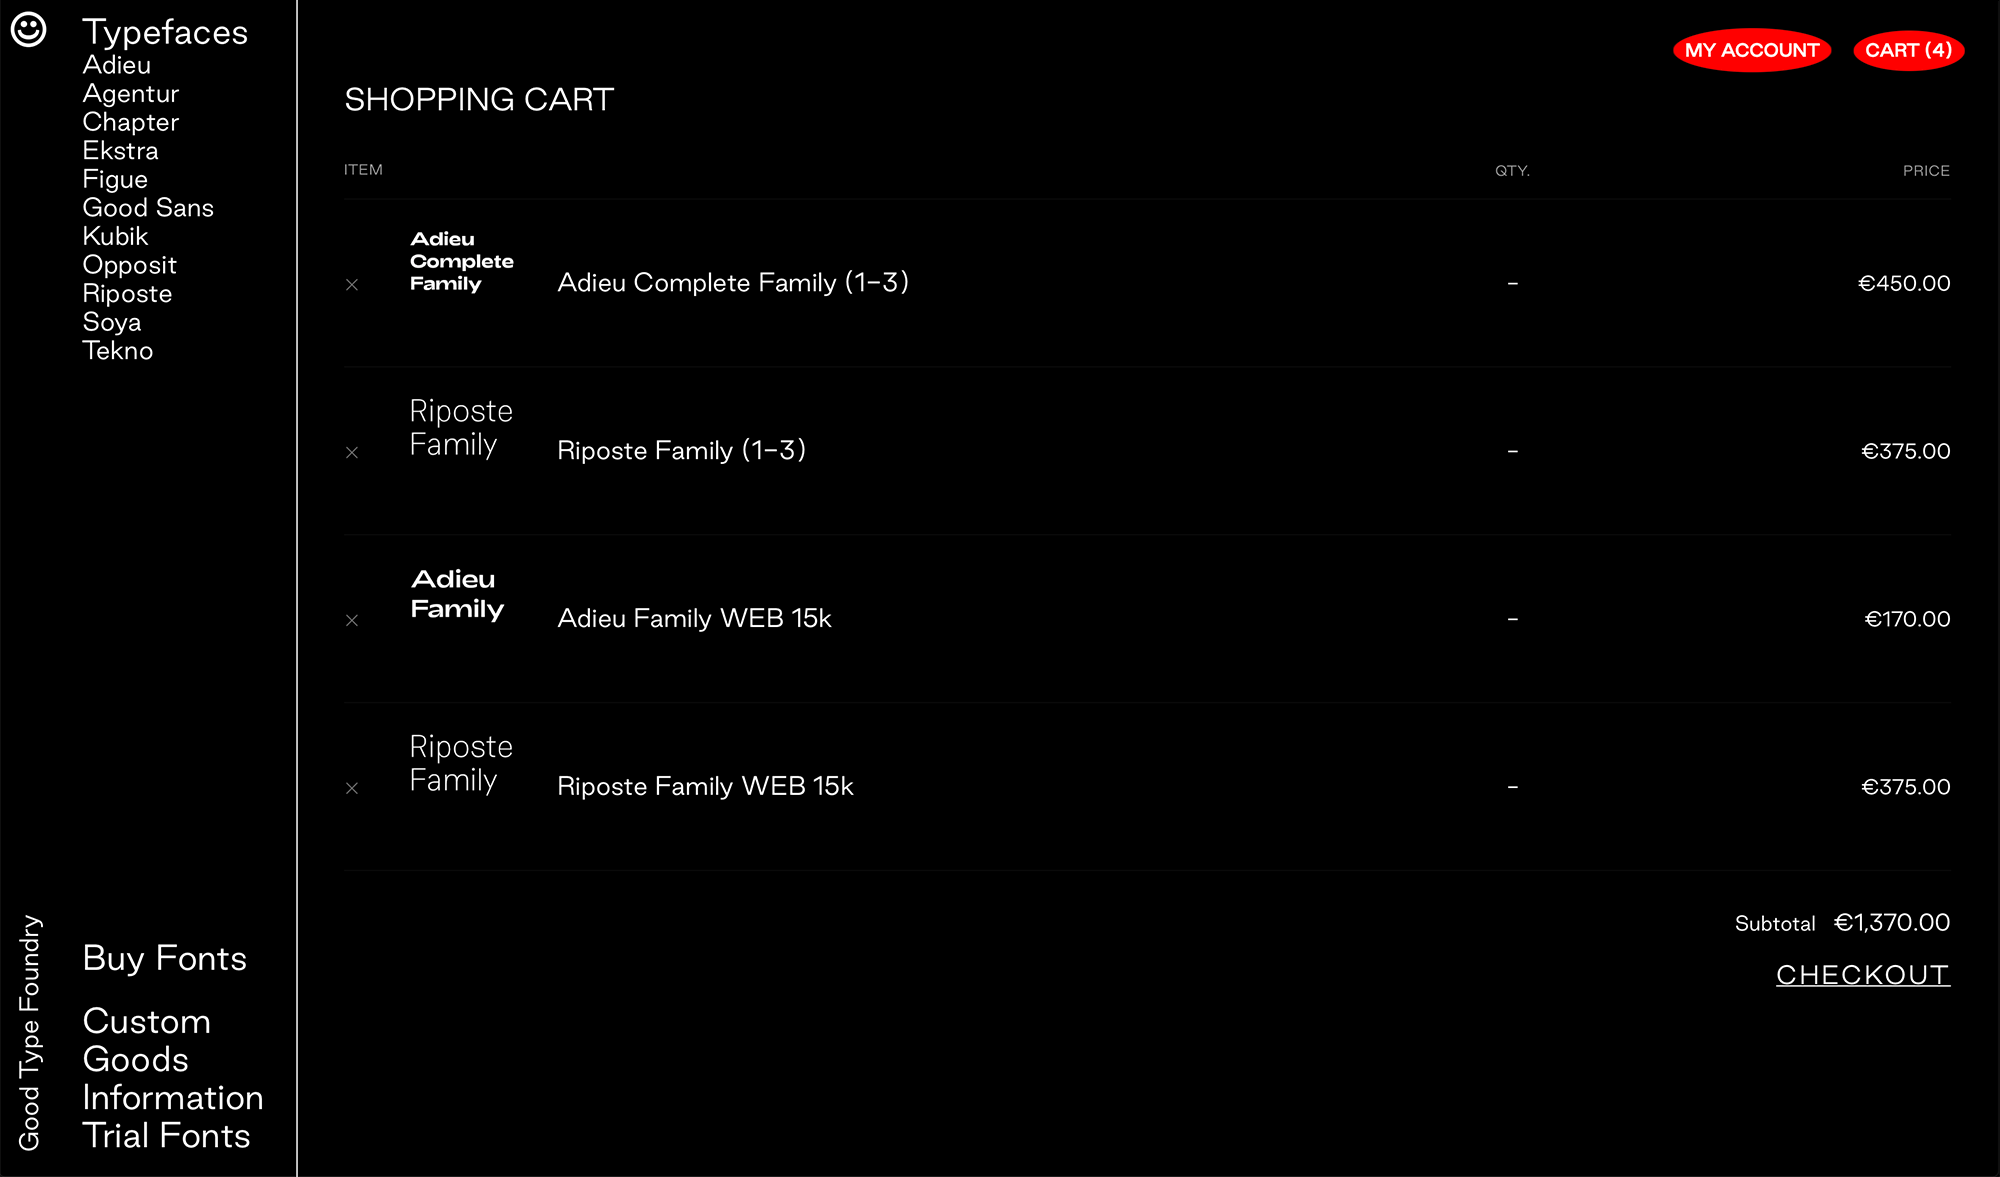 Typefaces
Adieu
Agentur
Chapter
Ekstra
Figue
Good Sans
Kubik
Opposit
Riposte
Soya
Tekno
Good Type Foundry
Buy Fonts
Custom
Goods
Information
Trial Fonts
MY ACCOUNT CART (4)
SHOPPING CART
ITEM QTY. PRICE
Adieu
Complete
Family
Adieu Complete Family (1–3) – €450.00
Riposte
Family
Riposte Family (1–3) – €375.00
Adieu
Family
Adieu Family WEB 15k – €170.00
Riposte
Family
Riposte Family WEB 15k – €375.00
Subtotal €1,370.00
CHECKOUT